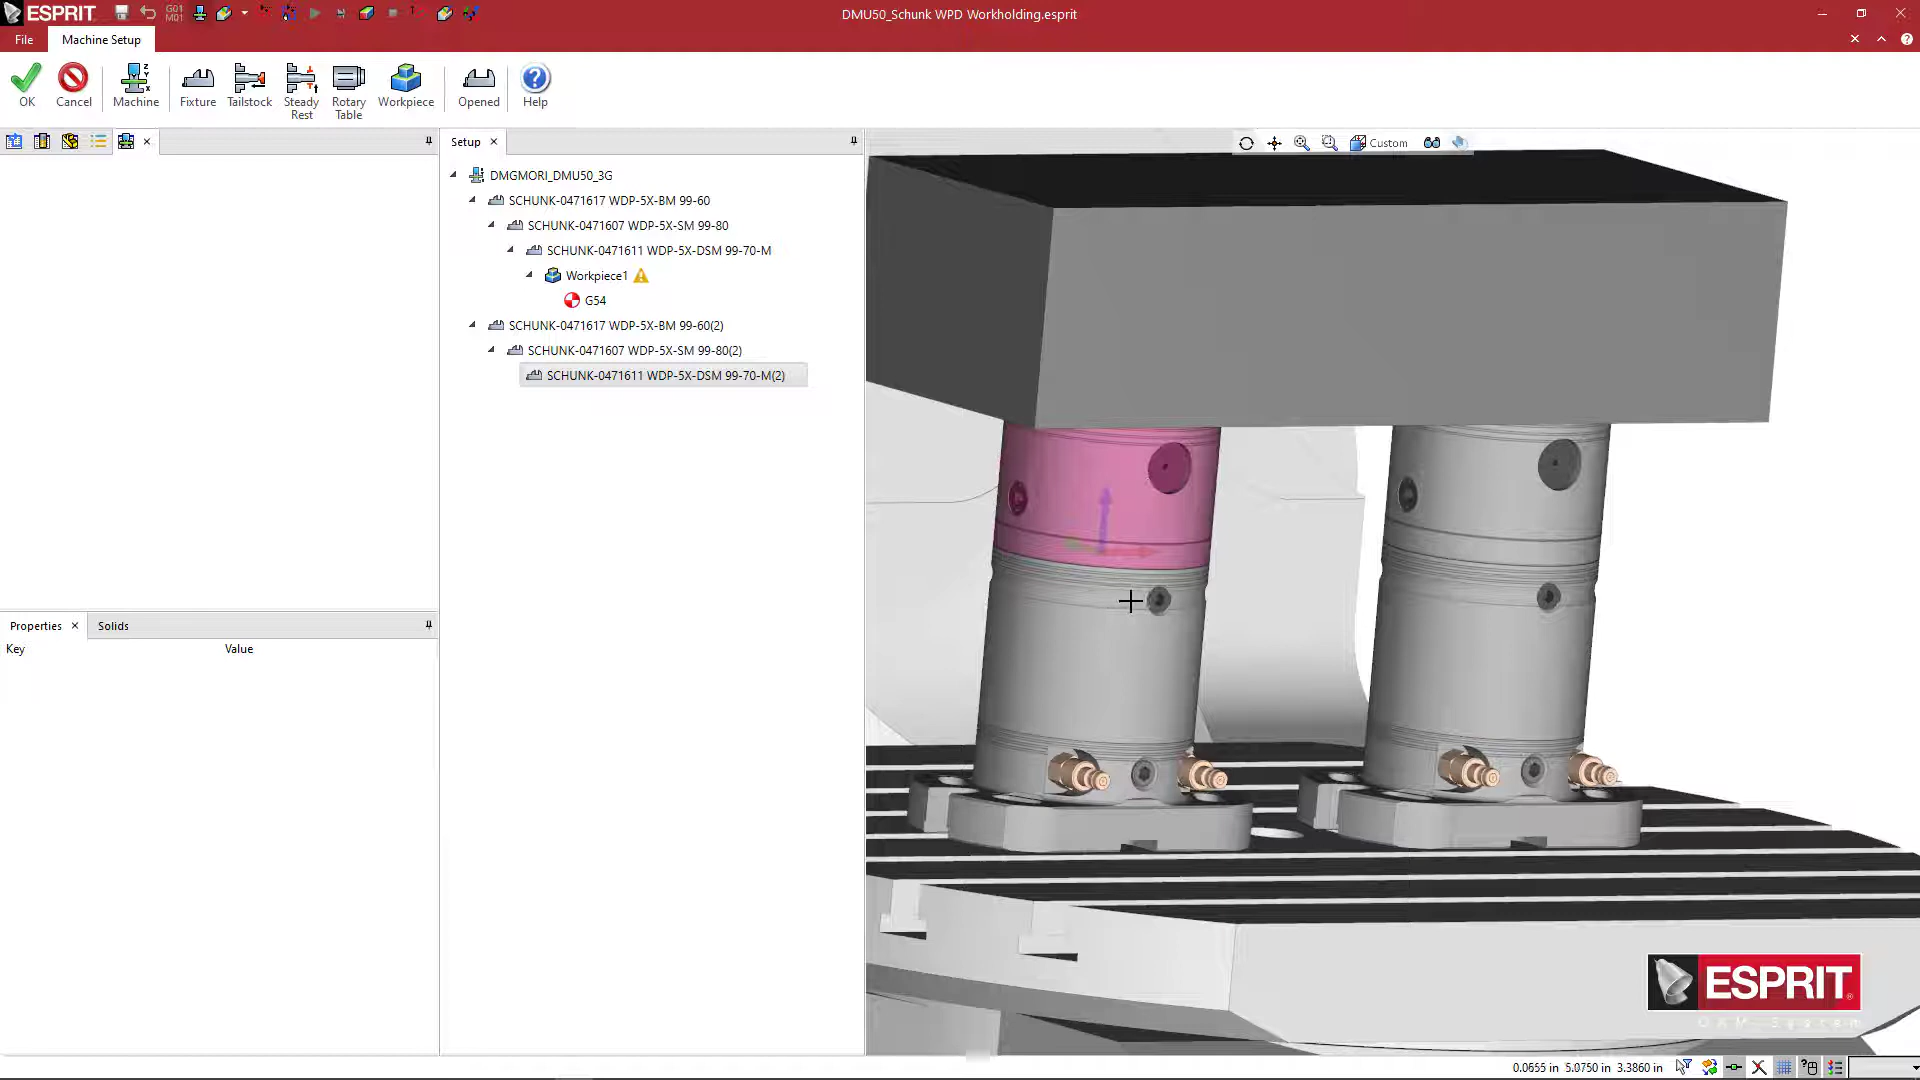 ESPRIT
G01
M01
DMU50_Schunk WPD Workholding.esprit
File
Machine Setup
OK
Cancel
Machine
Fixture
Tailstock
Steady Rest
Rotary Table
Workpiece
Opened
Help
Setup
Custom
DMGMORI_DMU50_3G
SCHUNK-0471617 WDP-5X-BM 99-60
SCHUNK-0471607 WDP-5X-SM 99-80
SCHUNK-0471611 WDP-5X-DSM 99-70-M
Workpiece1
G54
SCHUNK-0471617 WDP-5X-BM 99-60(2)
SCHUNK-0471607 WDP-5X-SM 99-80(2)
SCHUNK-0471611 WDP-5X-DSM 99-70-M(2)
Properties
Solids
Key
Value
ESPRIT
0.0655 in 5.0750 in 3.3860 in